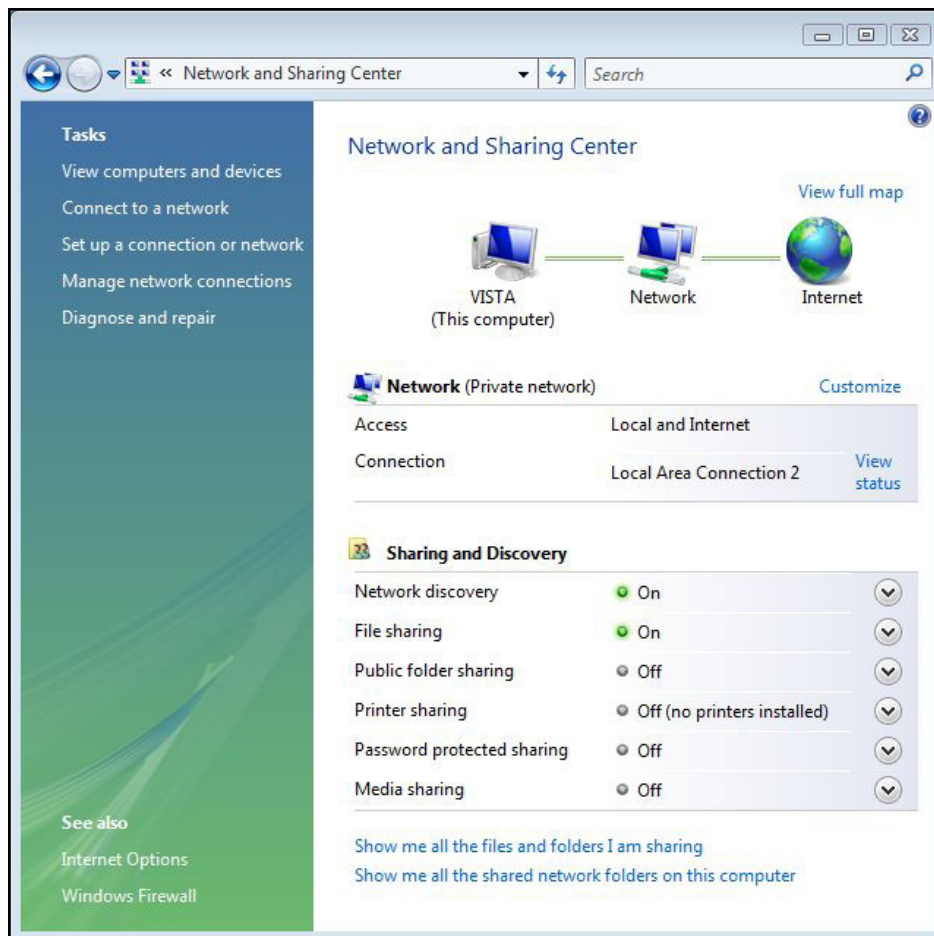 « Network and Sharing Center
Search
Tasks
View computers and devices
Connect to a network
Set up a connection or network
Manage network connections
Diagnose and repair
See also
Internet Options
Windows Firewall
Network and Sharing Center
View full map
VISTA
(This computer)
Network
Internet
Network (Private network)
Customize
Access Local and Internet
Connection Local Area Connection 2 View
status
Sharing and Discovery
Network discovery On
File sharing On
Public folder sharing Off
Printer sharing Off (no printers installed)
Password protected sharing Off
Media sharing Off
Show me all the files and folders I am sharing
Show me all the shared network folders on this computer